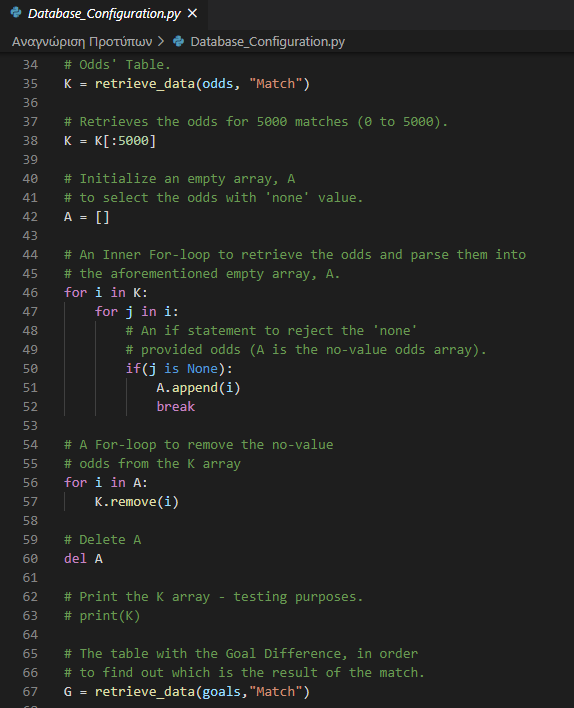 Database_Configuration.py ×
Αναγνώριση Προτύπων > Database_Configuration.py
34 # Odds' Table.
35 K = retrieve_data(odds, "Match")
36
37 # Retrieves the odds for 5000 matches (0 to 5000).
38 K = K[:5000]
39
40 # Initialize an empty array, A
41 # to select the odds with 'none' value.
42 A = []
43
44 # An Inner For-loop to retrieve the odds and parse them into
45 # the aforementioned empty array, A.
46 for i in K:
47     for j in i:
48         # An if statement to reject the 'none'
49         # provided odds (A is the no-value odds array).
50         if(j is None):
51             A.append(i)
52             break
53
54 # A For-loop to remove the no-value
55 # odds from the K array
56 for i in A:
57     K.remove(i)
58
59 # Delete A
60 del A
61
62 # Print the K array - testing purposes.
63 # print(K)
64
65 # The table with the Goal Difference, in order
66 # to find out which is the result of the match.
67 G = retrieve_data(goals,"Match")